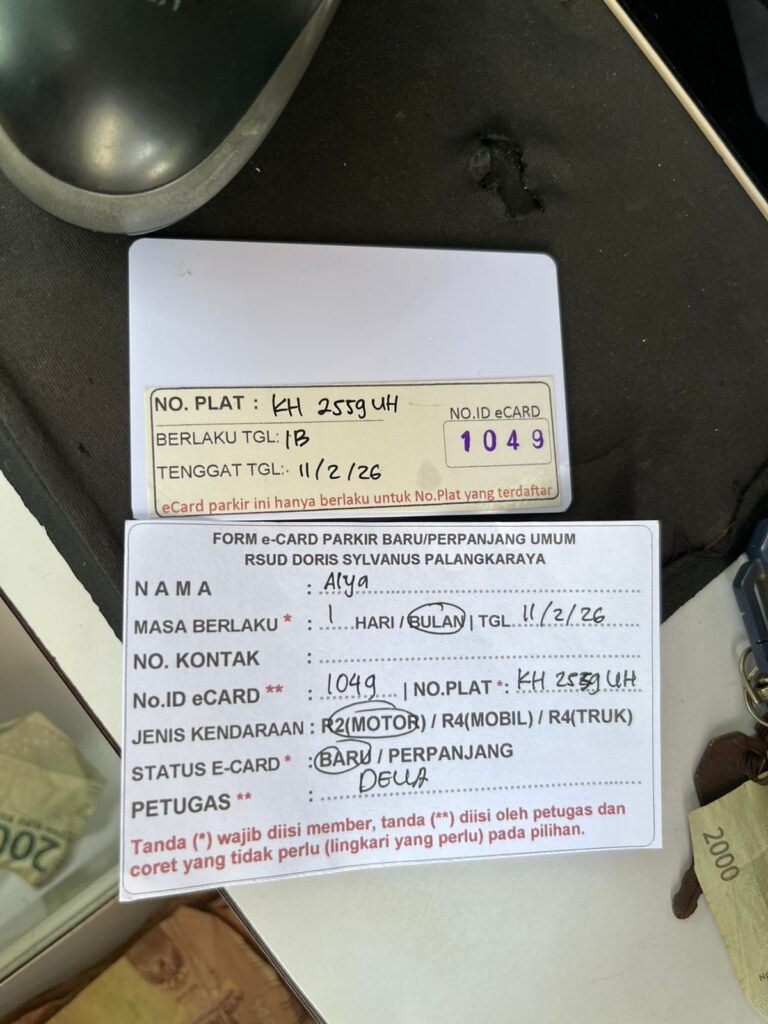 NO. PLAT : KH 2559 UH
NO.ID eCARD
BERLAKU TGL: 1B
1049
TENGGAT TGL: 11/2/26
eCard parkir ini hanya berlaku untuk No.Plat yang terdaftar
FORM e-CARD PARKIR BARU/PERPANJANG UMUM
RSUD DORIS SYLVANUS PALANGKARAYA
NAMA : Alya
MASA BERLAKU * : 1 HARI / BULAN | TGL 11/2/26
NO. KONTAK :
No.ID eCARD ** : 1049 | NO.PLAT *: KH 2559 UH
JENIS KENDARAAN : R2(MOTOR) / R4(MOBIL) / R4(TRUK)
STATUS E-CARD * : BARU / PERPANJANG
PETUGAS ** : DELLA
Tanda (*) wajib diisi member, tanda (**) diisi oleh petugas dan
coret yang tidak perlu (lingkari yang perlu) pada pilihan.
2000